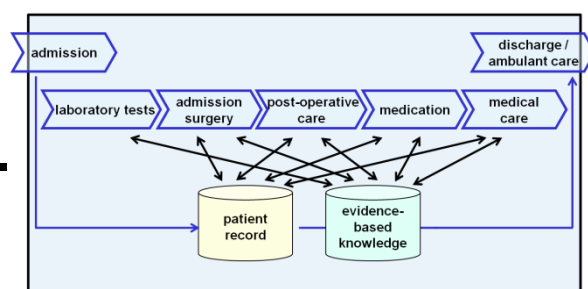 admission
discharge /
ambulant care
laboratory tests
admission
surgery
post-operative
care
medication
medical
care
patient
record
evidence-
based
knowledge